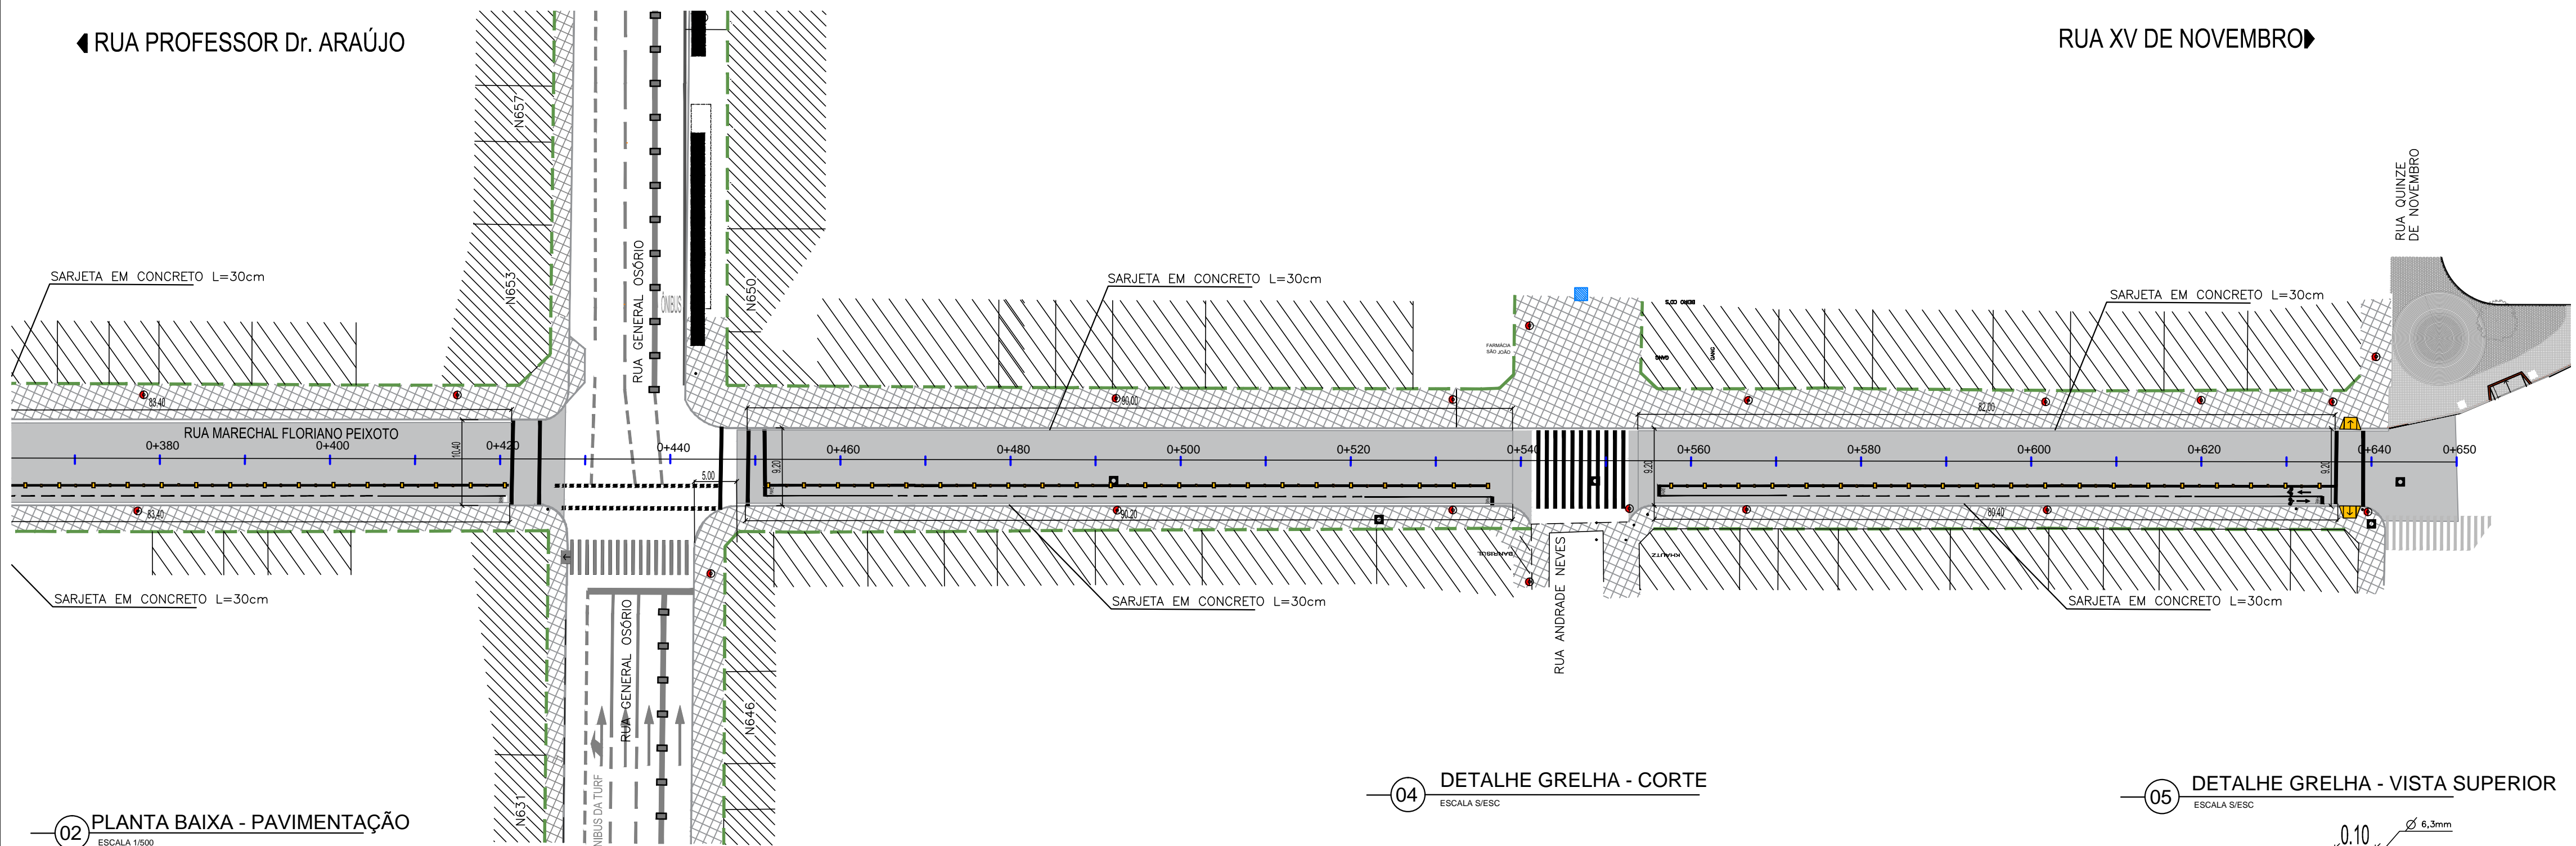 RUA PROFESSOR Dr. ARAÚJO
RUA XV DE NOVEMBRO
N657
RUA QUINZE
DE NOVEMBRO
SARJETA EM CONCRETO L=30cm
N653
RUA GENERAL OSÓRIO
ÔNIBUS
N650
SARJETA EM CONCRETO L=30cm
BEIRO CO'S
SARJETA EM CONCRETO L=30cm
FARMÁCIA
SÃO JOÃO
GANG
GANG
83,40
90,00
82,00
RUA MARECHAL FLORIANO PEIXOTO
0+380
0+400
0+420
0+440
0+460
0+480
0+500
0+520
0+540
0+560
0+580
0+600
0+620
0+640
0+650
10,40
5,00
9,20
9,20
9,20
83,40
90,20
80,40
BANRISUL
KRAUTZ
SARJETA EM CONCRETO L=30cm
SARJETA EM CONCRETO L=30cm
SARJETA EM CONCRETO L=30cm
RUA ANDRADE NEVES
RUA GENERAL OSÓRIO
N646
N631
NIBUS DA TURF
02 PLANTA BAIXA - PAVIMENTAÇÃO
ESCALA 1/500
04 DETALHE GRELHA - CORTE
ESCALA S/ESC
05 DETALHE GRELHA - VISTA SUPERIOR
ESCALA S/ESC
0.10
Ø 6,3mm